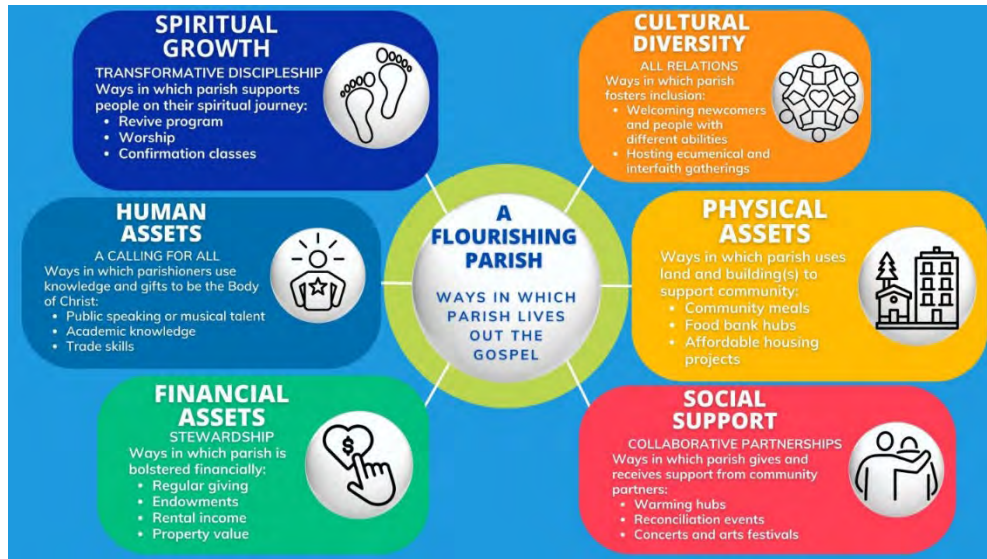 SPIRITUAL
GROWTH
TRANSFORMATIVE DISCIPLESHIP
Ways in which parish supports
people on their spiritual journey:
• Revive program
• Worship
• Confirmation classes
CULTURAL
DIVERSITY
ALL RELATIONS
Ways in which parish
fosters inclusion:
• Welcoming newcomers
and people with
different abilities
• Hosting ecumenical and
interfaith gatherings
HUMAN
ASSETS
A CALLING FOR ALL
Ways in which parishioners use
knowledge and gifts to be the Body
of Christ:
• Public speaking or musical talent
• Academic knowledge
• Trade skills
A
FLOURISHING
PARISH
WAYS IN WHICH
PARISH LIVES
OUT THE
GOSPEL
PHYSICAL
ASSETS
Ways in which parish uses
land and building(s) to
support community:
• Community meals
• Food bank hubs
• Affordable housing
projects
FINANCIAL
ASSETS
STEWARDSHIP
Ways in which parish is
bolstered financially:
• Regular giving
• Endowments
• Rental income
• Property value
$
SOCIAL
SUPPORT
COLLABORATIVE PARTNERSHIPS
Ways in which parish gives and
receives support from community
partners:
• Warming hubs
• Reconciliation events
• Concerts and arts festivals